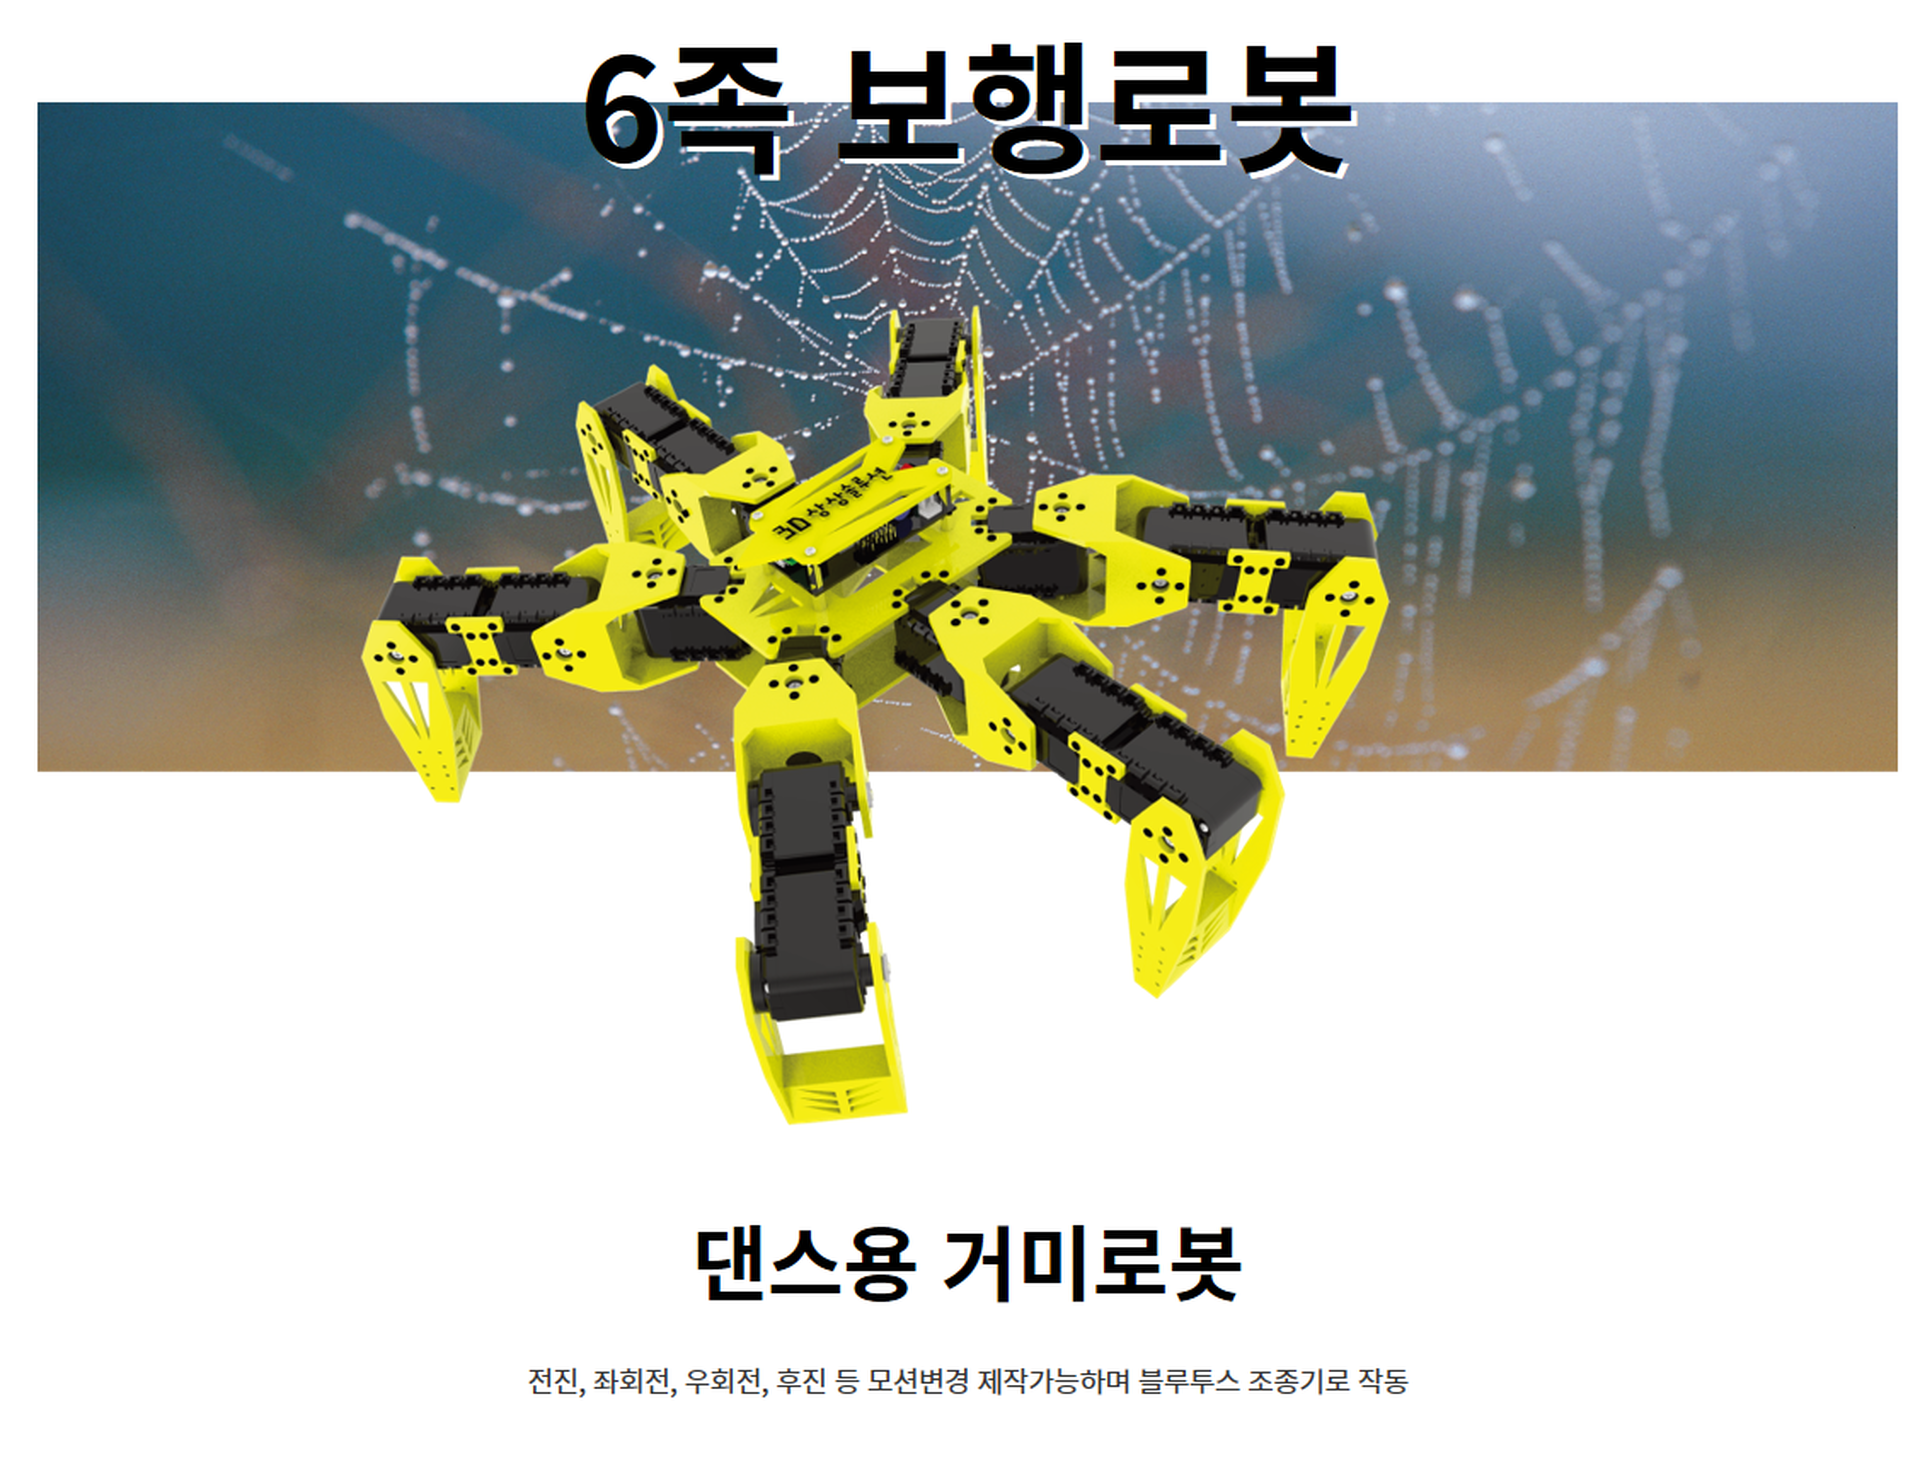 6족 보행로봇
3D상상솔루션
댄스용 거미로봇
전진, 좌회전, 우회전, 후진 등 모션변경 제작가능하며 블루투스 조종기로 작동